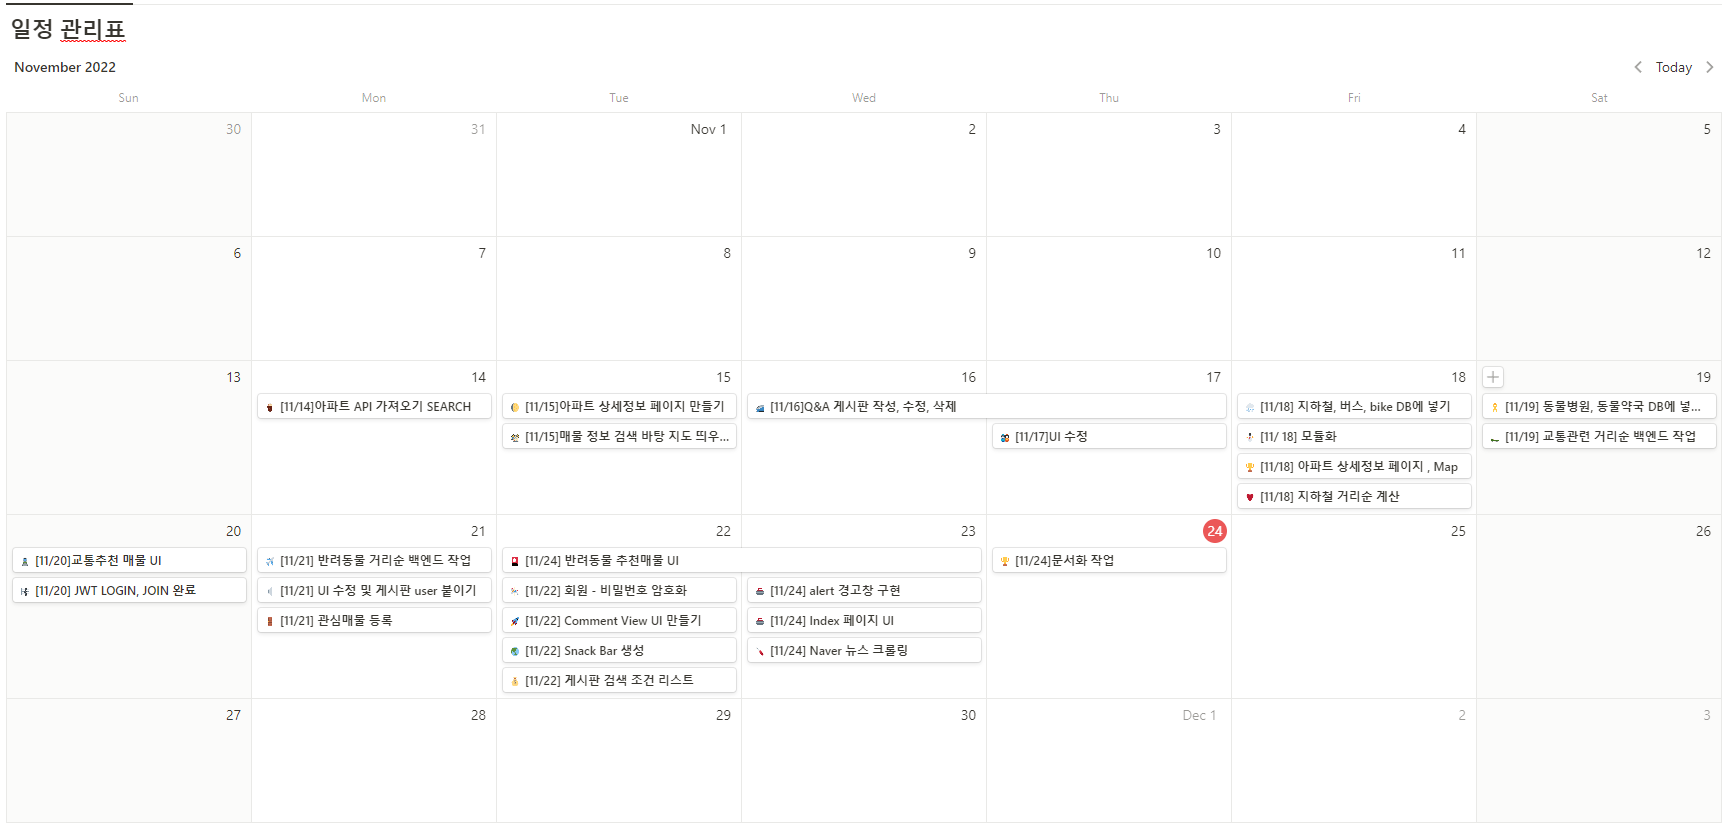 일정 관리표
November 2022
Today
Sun Mon Tue Wed Thu Fri Sat
30 31 Nov 1 2 3 4 5
6 7 8 9 10 11 12
13 14 15 16 17 18 19
[11/14]아파트 API 가져오기 SEARCH
[11/15]아파트 상세정보 페이지 만들기
[11/16]Q&A 게시판 작성, 수정, 삭제
[11/18] 지하철, 버스, bike DB에 넣기
[11/19] 동물병원, 동물약국 DB에 넣...
[11/15]매물 정보 검색 바탕 지도 띄우...
[11/17]UI 수정
[11/ 18] 모듈화
[11/19] 교통관련 거리순 백엔드 작업
[11/18] 아파트 상세정보 페이지 , Map
[11/18] 지하철 거리순 계산
20 21 22 23 24 25 26
[11/20]교통추천 매물 UI
[11/21] 반려동물 거리순 백엔드 작업
[11/24] 반려동물 추천매물 UI
[11/24]문서화 작업
[11/20] JWT LOGIN, JOIN 완료
[11/21] UI 수정 및 게시판 user 붙이기
[11/22] 회원 - 비밀번호 암호화
[11/24] alert 경고창 구현
[11/21] 관심매물 등록
[11/22] Comment View UI 만들기
[11/24] Index 페이지 UI
[11/22] Snack Bar 생성
[11/24] Naver 뉴스 크롤링
[11/22] 게시판 검색 조건 리스트
27 28 29 30 Dec 1 2 3